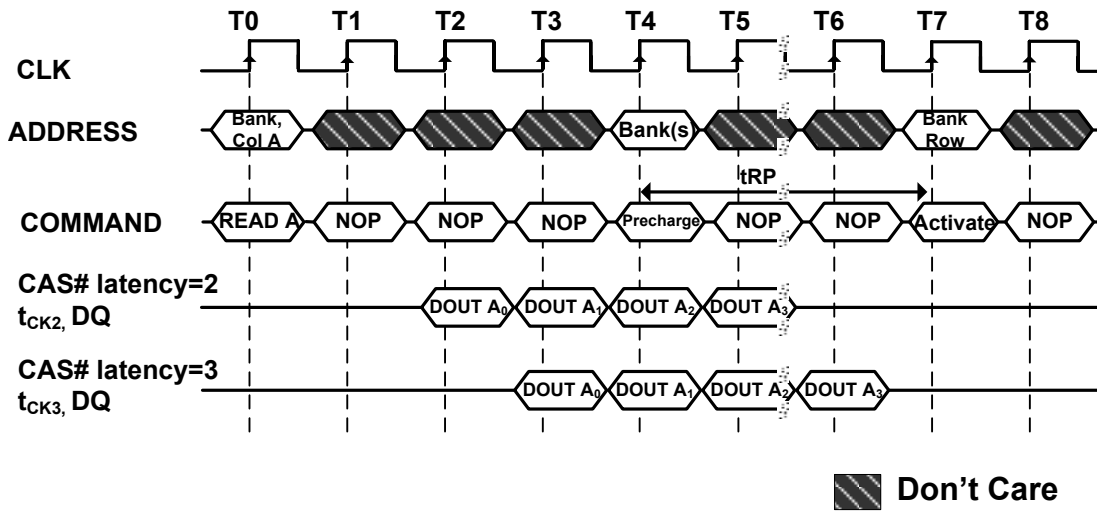 T0 T1 T2 T3 T4 T5 T6 T7 T8
CLK
ADDRESS
Bank,
Col A
Bank(s)
Bank
Row
tRP
COMMAND
READ A NOP NOP NOP Precharge NOP NOP Activate NOP
CAS# latency=2
tCK2, DQ
DOUT A0 DOUT A1 DOUT A2 DOUT A3
CAS# latency=3
tCK3, DQ
DOUT A0 DOUT A1 DOUT A2 DOUT A3
Don't Care